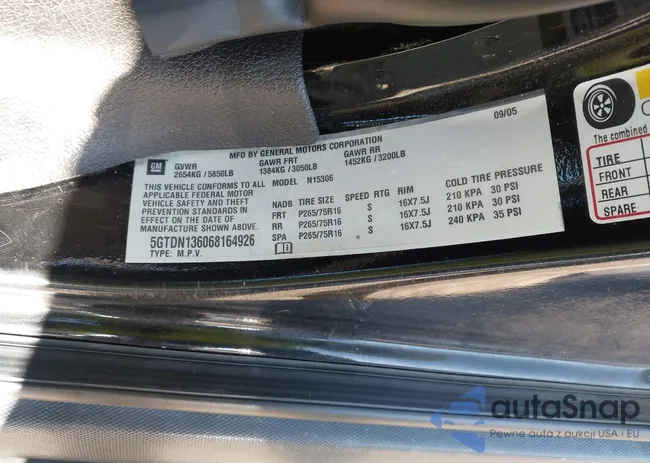 MFD BY GENERAL MOTORS CORPORATION 09/05
GM
GVWR GAWR FRT GAWR RR
2654KG / 5850LB 1384KG / 3050LB 1452KG / 3200LB
THIS VEHICLE CONFORMS TO ALL
APPLICABLE FEDERAL MOTOR
VEHICLE SAFETY AND THEFT
PREVENTION STANDARDS IN
EFFECT ON THE DATE OF
MANUFACTURE SHOWN ABOVE.
5GTDN136068164926
TYPE: M.P.V.
MODEL N15306
NADB TIRE SIZE SPEED RTG RIM COLD TIRE PRESSURE
FRT P265/75R16 S 16X7.5J 210 KPA 30 PSI
RR P265/75R16 S 16X7.5J 210 KPA 30 PSI
SPA P265/75R16 S 16X7.5J 240 KPA 35 PSI
The combined
TIRE
FRONT
REAR
SPARE
autaSnap
Pewne auta z aukcji USA i EU